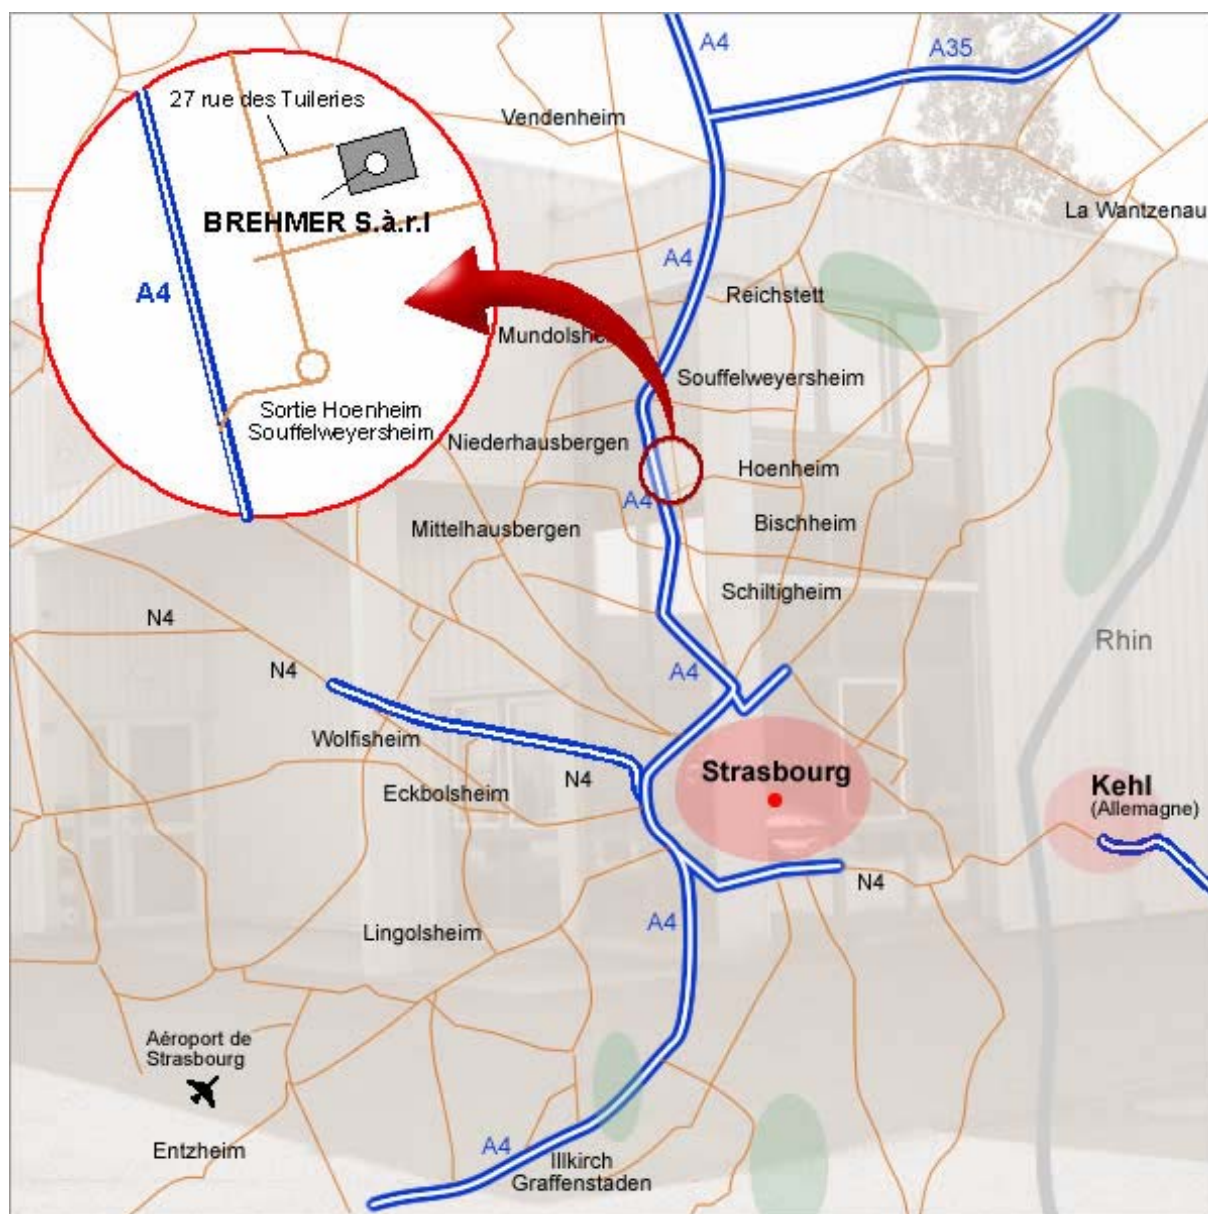 A4
A35
27 rue des Tuileries
Vendenheim
BREHMER S.à.r.l
La Wantzenau
A4
A4
Reichstett
Mundolshe
Souffelweyersheim
Sortie Hoenheim
Souffelweyersheim
Niederhausbergen
Hoenheim
A4
Mittelhausbergen
Bischheim
Schiltigheim
N4
Rhin
N4
A4
Wolfisheim
Strasbourg
N4
Kehl
(Allemagne)
Eckbolsheim
N4
A4
Lingolsheim
Aéroport de
Strasbourg
Entzheim
A4
Illkirch
Graffenstaden